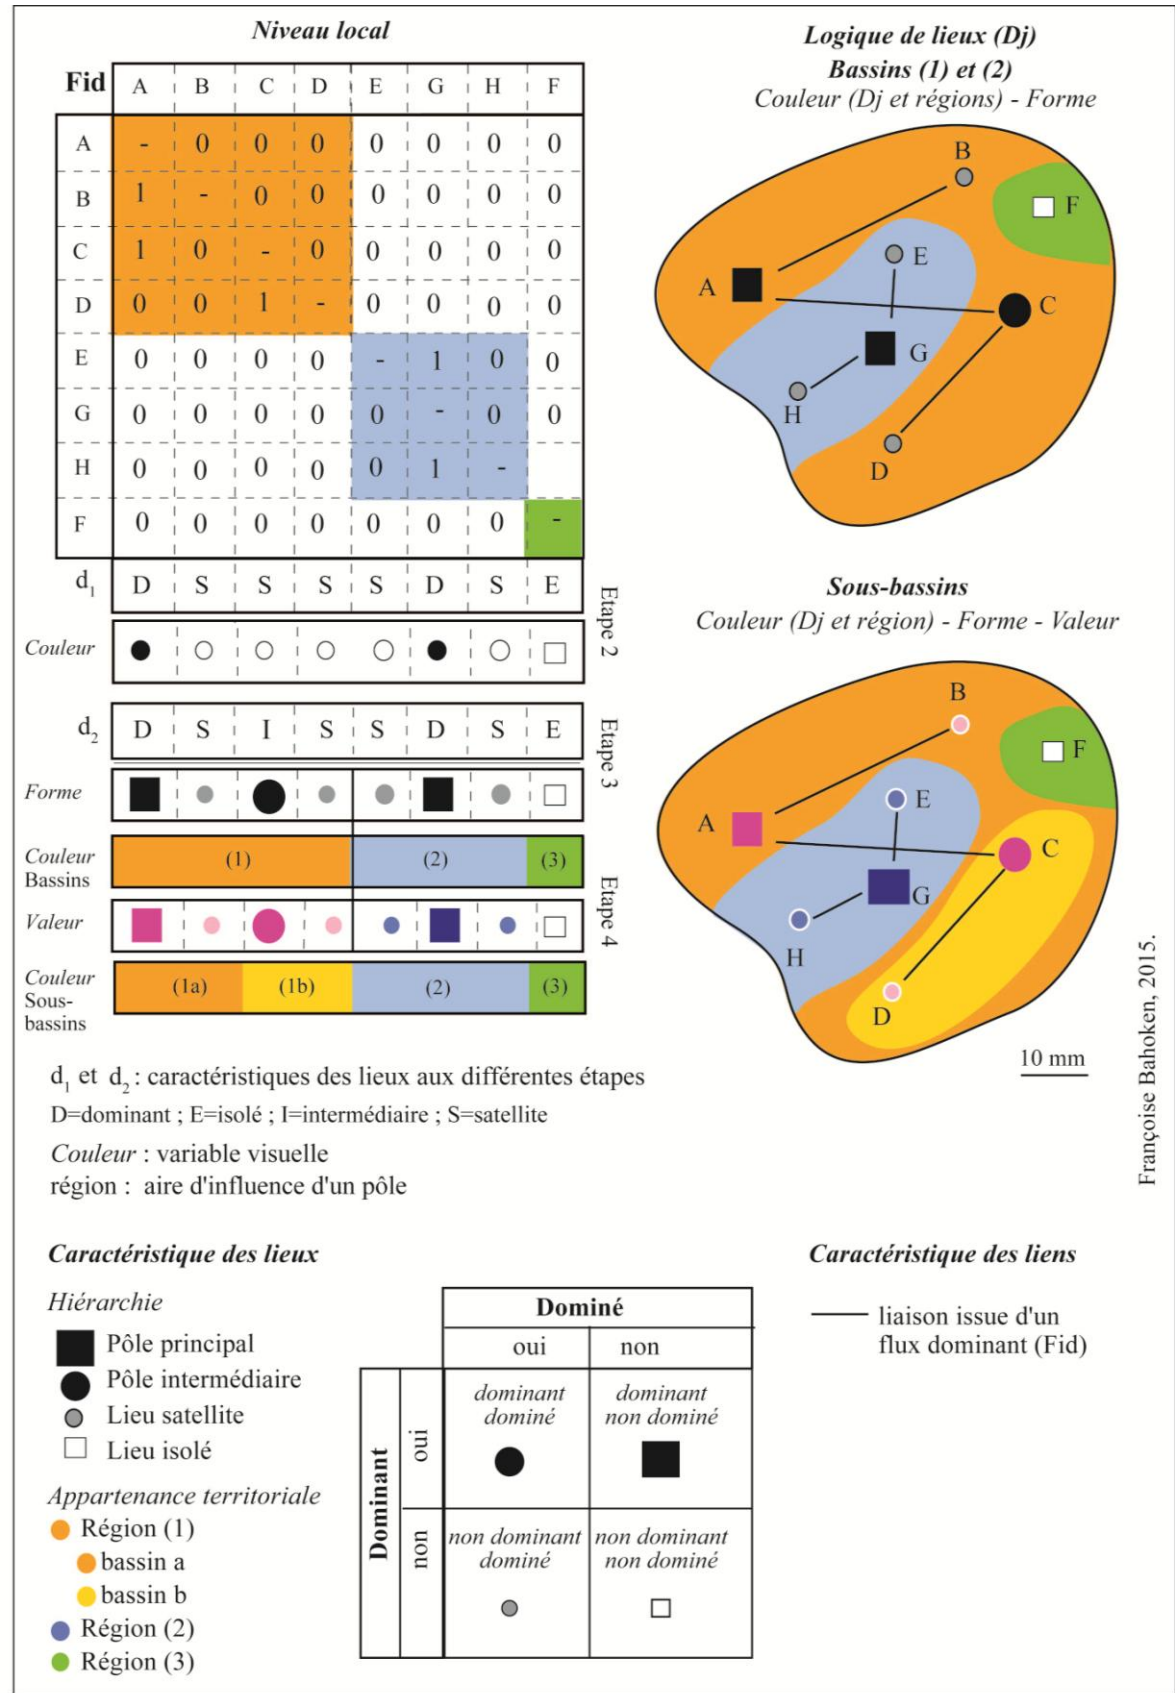 Niveau local
Fid A B C D E G H F
A - 0 0 0 0 0 0 0
B 1 - 0 0 0 0 0 0
C 1 0 - 0 0 0 0 0
D 0 0 1 - 0 0 0 0
E 0 0 0 0 - 1 0 0
G 0 0 0 0 0 - 0 0
H 0 0 0 0 0 1 -
F 0 0 0 0 0 0 0 -
d1 D S S S S D S E
Couleur
Etape 2
d2 D S I S S D S E
Forme
Etape 3
Couleur
Bassins
(1) (2) (3)
Valeur
Etape 4
Couleur
Sous-
bassins
(1a) (1b) (2) (3)
Logique de lieux (Dj)
Bassins (1) et (2)
Couleur (Dj et régions) - Forme
B
F
E
A
C
G
H
D
Sous-bassins
Couleur (Dj et région) - Forme - Valeur
B
F
E
A
C
G
H
D
10 mm
Françoise Bahoken, 2015.
d1 et d2 : caractéristiques des lieux aux différentes étapes
D=dominant ; E=isolé ; I=intermédiaire ; S=satellite
Couleur : variable visuelle
région : aire d'influence d'un pôle
Caractéristique des lieux
Hiérarchie
Pôle principal
Pôle intermédiaire
Lieu satellite
Lieu isolé
Appartenance territoriale
Région (1)
bassin a
bassin b
Région (2)
Région (3)
Dominé
oui non
Dominant
oui
dominant
dominé
dominant
non dominé
non
non dominant
dominé
non dominant
non dominé
Caractéristique des liens
liaison issue d'un
flux dominant (Fid)